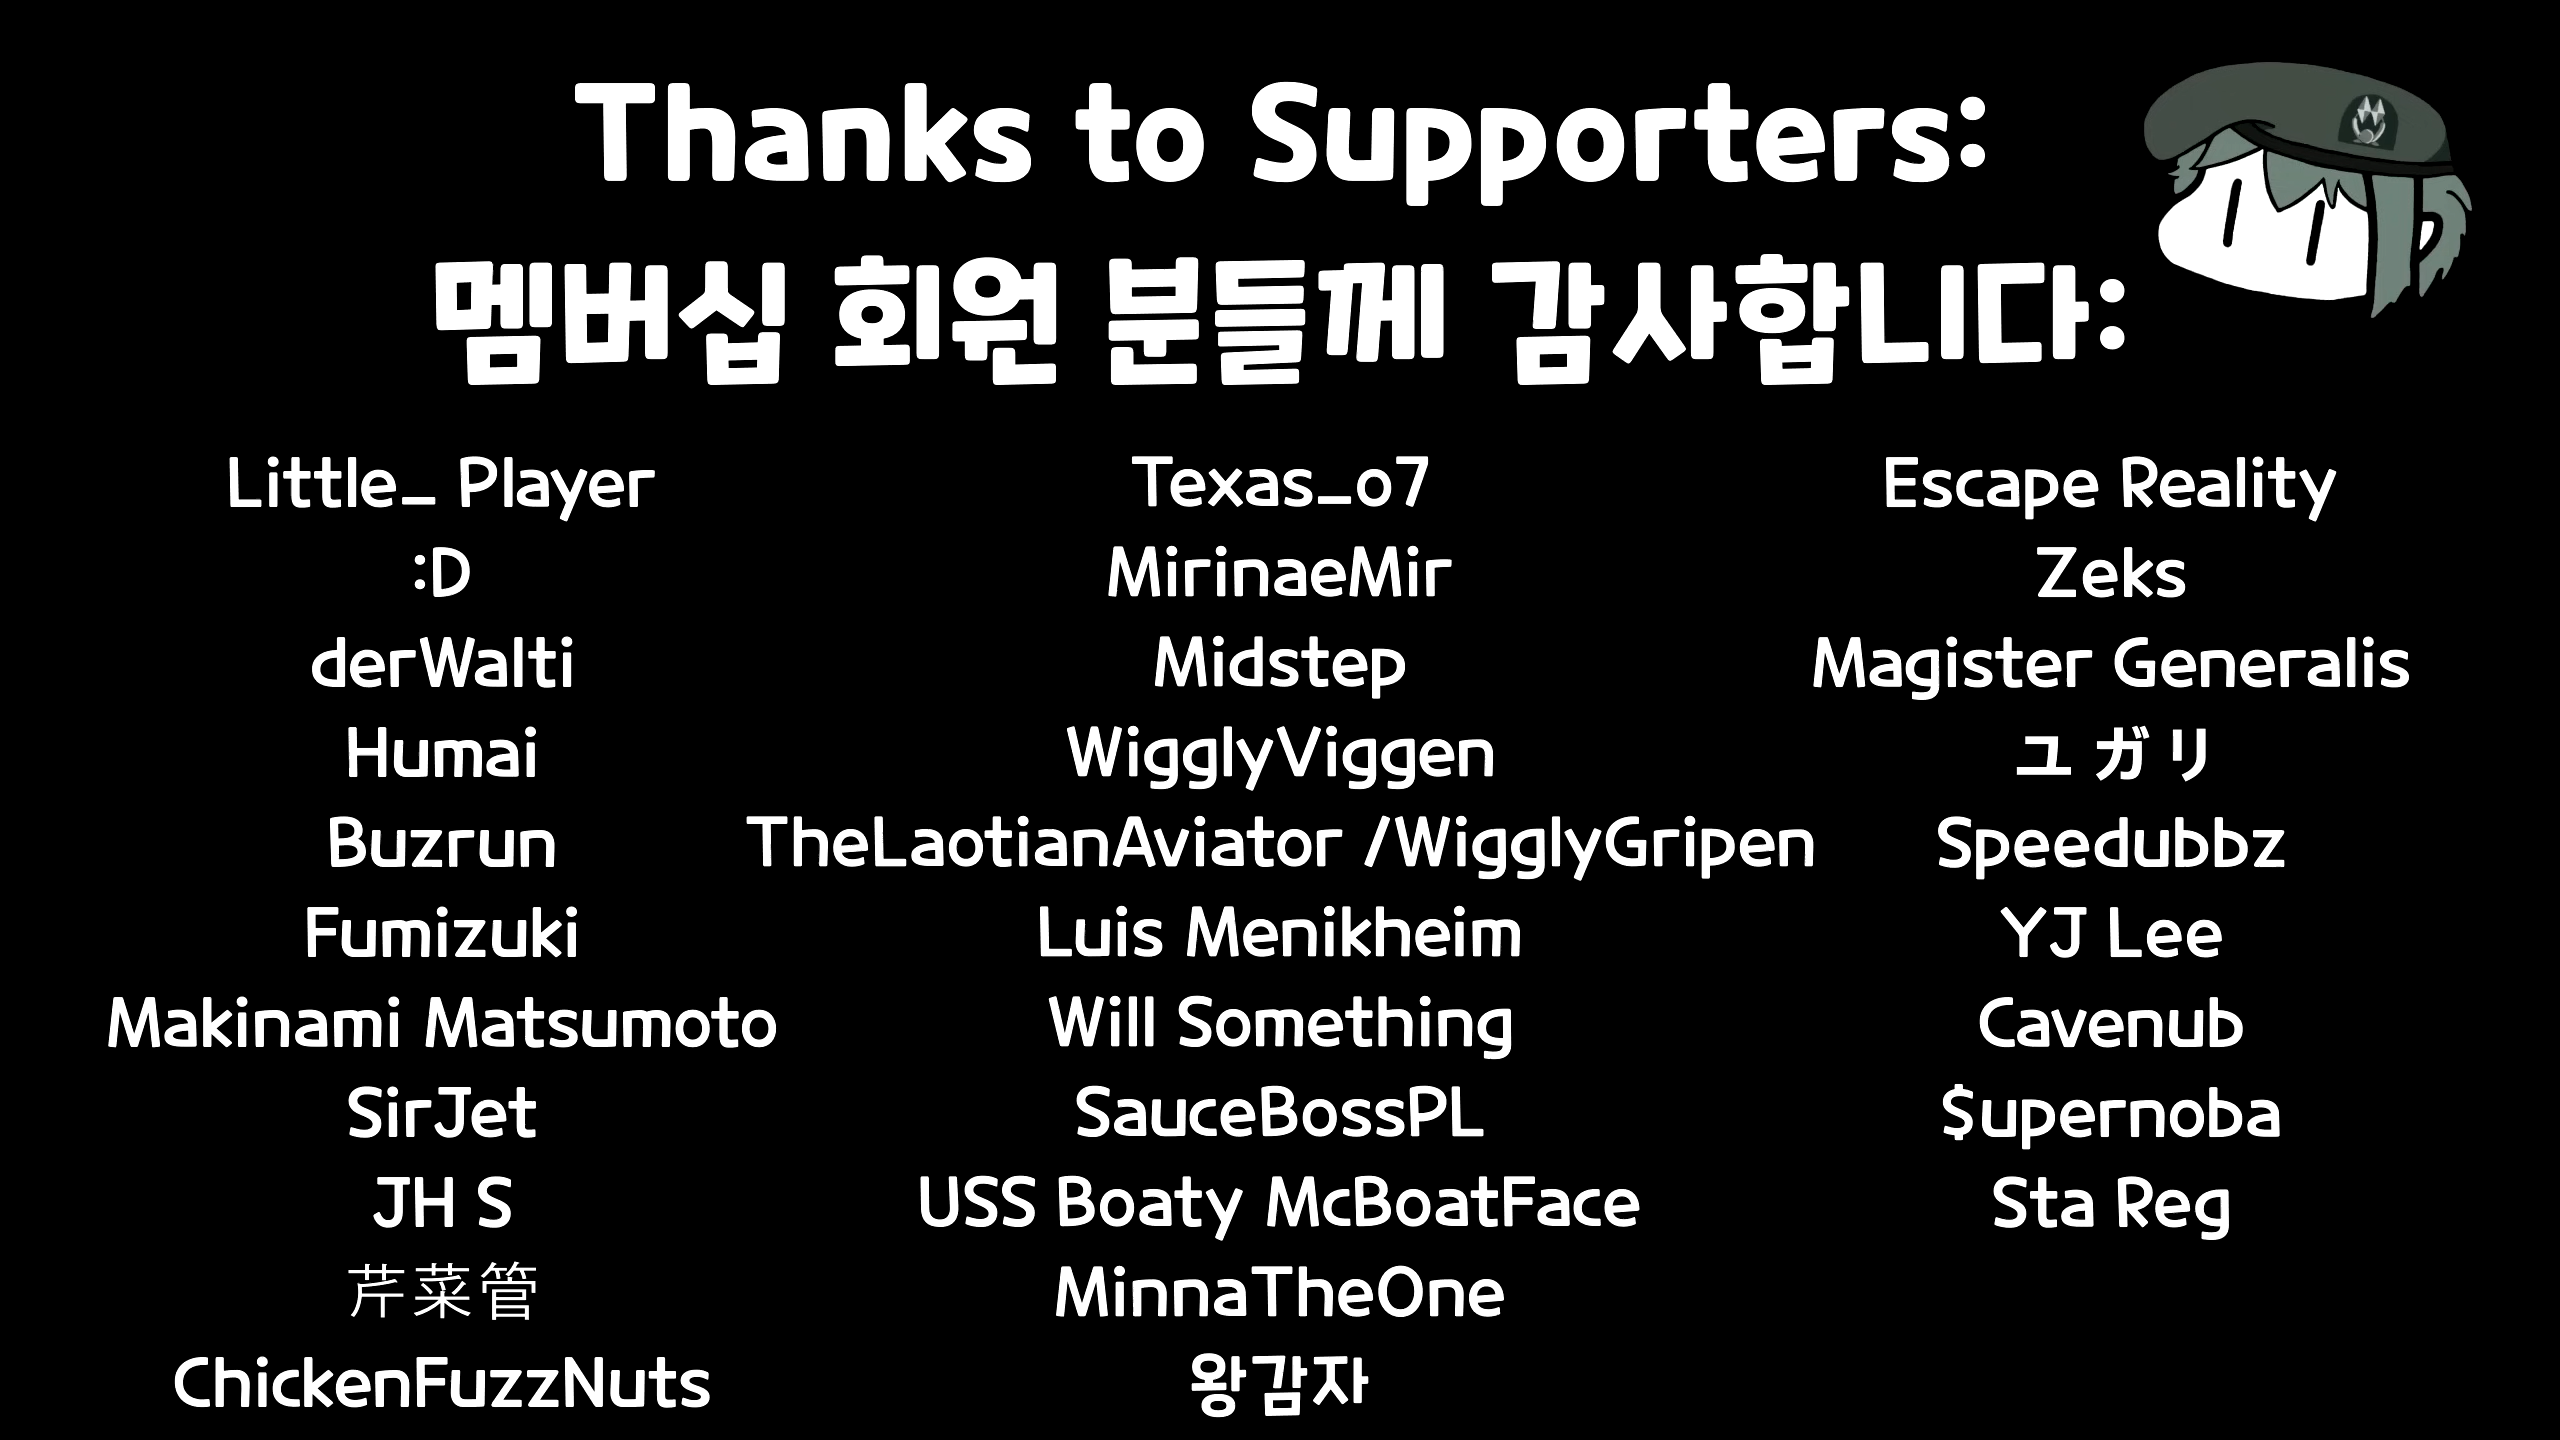 Thanks to Supporters:
멤버십 회원 분들께 감사합니다:
Little_ Player
:D
derWalti
Humai
Buzrun
Fumizuki
Makinami Matsumoto
SirJet
JH S
芹菜管
ChickenFuzzNuts
Texas_o7
MirinaeMir
Midstep
WigglyViggen
TheLaotianAviator /WigglyGripen
Luis Menikheim
Will Something
SauceBossPL
USS Boaty McBoatFace
MinnaTheOne
왕감자
Escape Reality
Zeks
Magister Generalis
ユガリ
Speedubbz
YJ Lee
Cavenub
$upernoba
Sta Reg